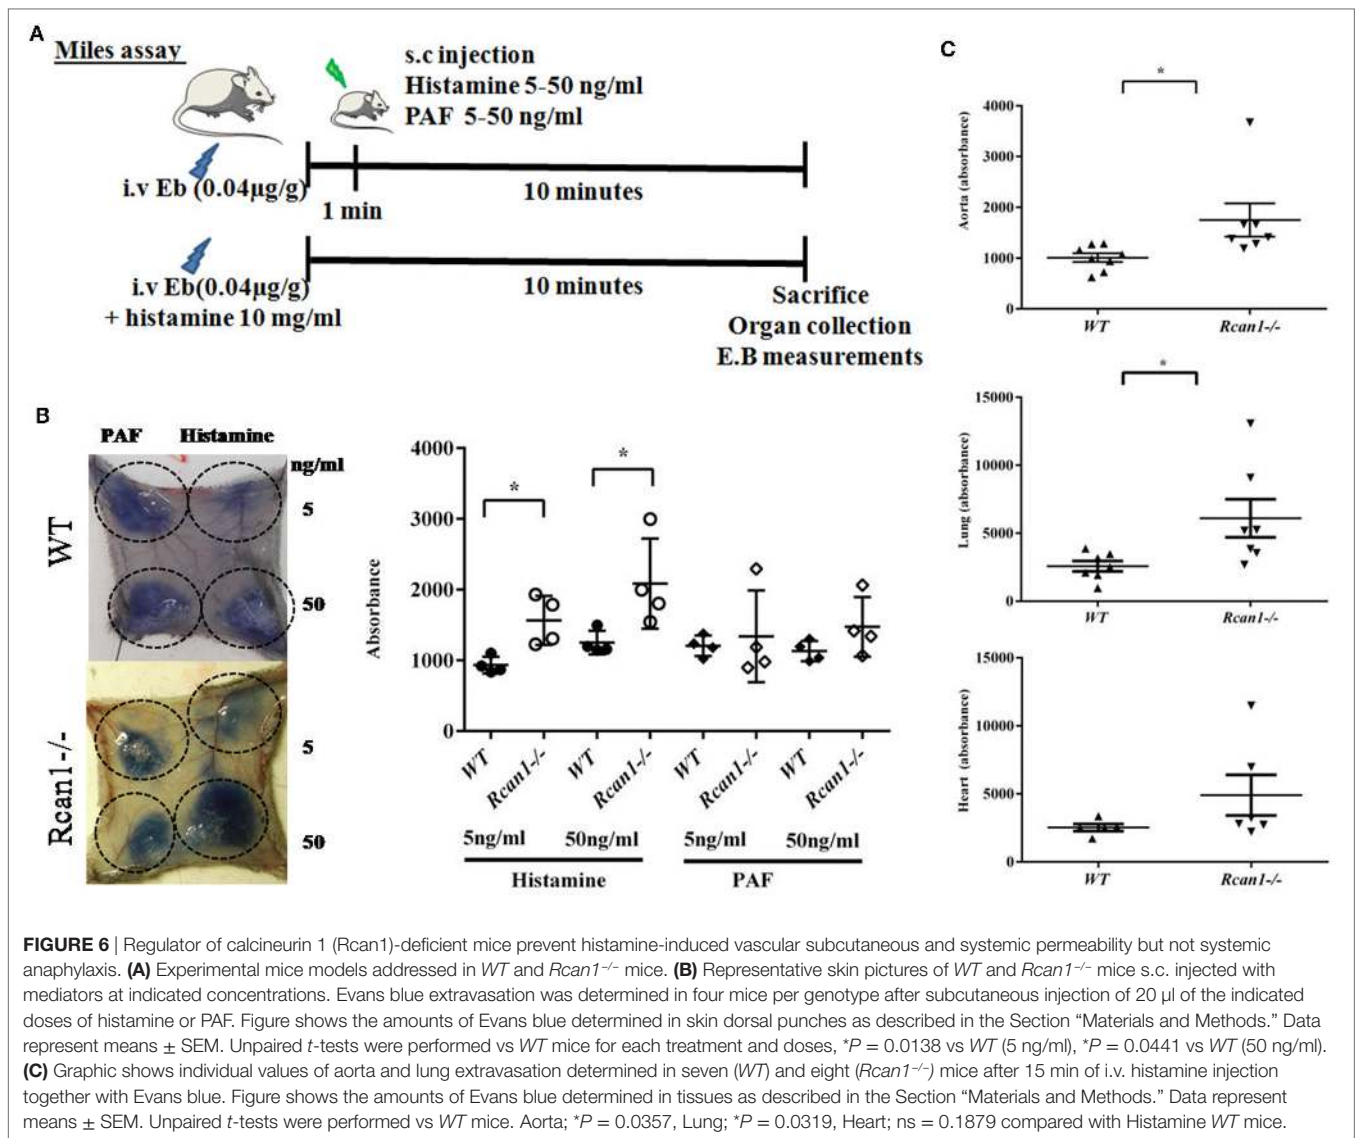 A
Miles assay
s.c injection
Histamine 5-50 ng/ml
PAF 5-50 ng/ml
i.v Eb (0.04µg/g)
1 min
10 minutes
i.v Eb(0.04µg/g)
+ histamine 10 mg/ml
10 minutes
Sacrifice
Organ collection
E.B measurements
B
PAF Histamine
ng/ml
WT
5
50
Rcan1-/-
5
50
Absorbance
4000
3000
2000
1000
0
*
*
WT
Rcan1-/-
WT
Rcan1-/-
WT
Rcan1-/-
WT
Rcan1-/-
5ng/ml
50ng/ml
5ng/ml
50ng/ml
Histamine
PAF
C
*
Aorta (absorbance)
4000
3000
2000
1000
0
WT
Rcan1-/-
*
Lung (absorbance)
15000
10000
5000
0
WT
Rcan1-/-
Heart (absorbance)
15000
10000
5000
0
WT
Rcan1-/-
FIGURE 6 | Regulator of calcineurin 1 (Rcan1)-deficient mice prevent histamine-induced vascular subcutaneous and systemic permeability but not systemic
anaphylaxis. (A) Experimental mice models addressed in WT and Rcan1−/− mice. (B) Representative skin pictures of WT and Rcan1−/− mice s.c. injected with
mediators at indicated concentrations. Evans blue extravasation was determined in four mice per genotype after subcutaneous injection of 20 µl of the indicated
doses of histamine or PAF. Figure shows the amounts of Evans blue determined in skin dorsal punches as described in the Section “Materials and Methods.” Data
represent means ± SEM. Unpaired t-tests were performed vs WT mice for each treatment and doses, *P = 0.0138 vs WT (5 ng/ml), *P = 0.0441 vs WT (50 ng/ml).
(C) Graphic shows individual values of aorta and lung extravasation determined in seven (WT) and eight (Rcan1−/−) mice after 15 min of i.v. histamine injection
together with Evans blue. Figure shows the amounts of Evans blue determined in tissues as described in the Section “Materials and Methods.” Data represent
means ± SEM. Unpaired t-tests were performed vs WT mice. Aorta; *P = 0.0357, Lung; *P = 0.0319, Heart; ns = 0.1879 compared with Histamine WT mice.